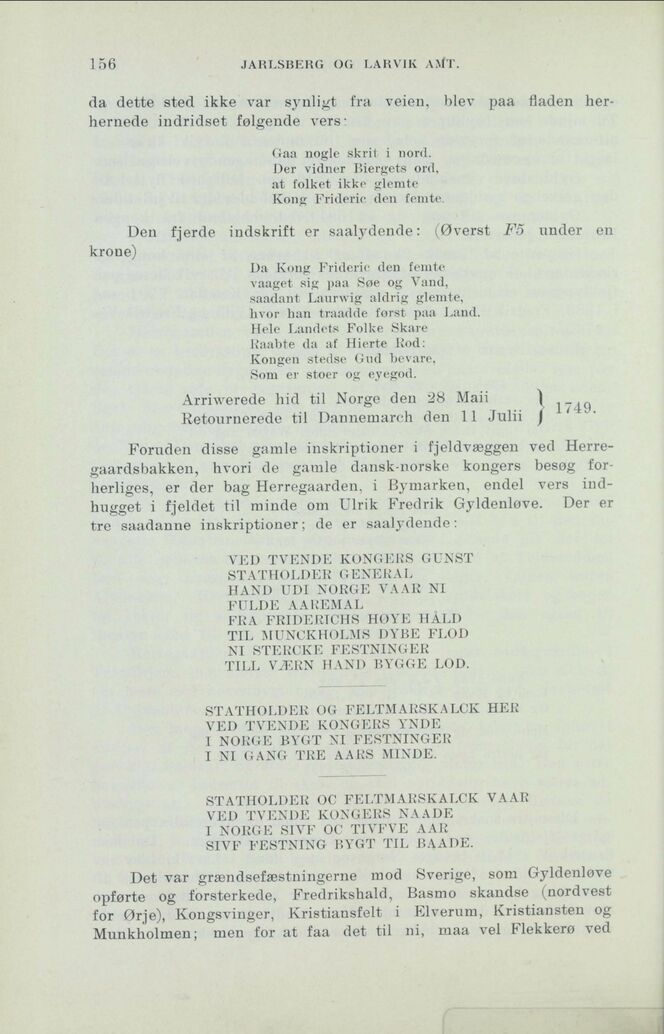 156 JARLSBERG OG LARVIK AMT.
da dette sted ikke var synligt fra veien, blev paa fladen her-
hernede indridset følgende vers:
Gaa nogle skrit i nord.
Der vidner Biergets ord,
at folket ikke glemte
Kong Frideric den femte.
Den fjerde indskrift er saalydende: (Øverst F5 under en
krone)
Da Kong Frideric den femte
vaaget sig paa Søe og Vand,
saadant Laurwig aldrig glemte,
hvor han traadde først paa Land.
Hele Landets Folke Skare
Raabte da af Hierte Rod:
Kongen stedse Gud bevare,
Som er stoer og eyegod.
Arriwerede hid til Norge den 28 Maii
Retournerede til Dannemarch den 11 Julii } 1749.
Foruden disse gamle inskriptioner i fjeldvæggen ved Herre-
gaardsbakken, hvori de gamle dansk-norske kongers besøg for-
herliges, er der bag Herregaarden, i Bymarken, endel vers ind-
hugget i fjeldet til minde om Ulrik Fredrik Gyldenløve. Der er
tre saadanne inskriptioner; de er saalydende:
VED TVENDE KONGERS GUNST
STATHOLDER GENERAL
HAND UDI NORGE VAAR NI
FULDE AAREMAL
FRA FRIDERICHS HØYE HÅLD
TIL MUNCKHOLMS DYBE FLOD
NI STERCKE FESTNINGER
TILL VÆRN HAND BYGGE LOD.
STATHOLDER OG FELTMARSKALCK HER
VED TVENDE KONGERS YNDE
I NORGE BYGT NI FESTNINGER
I NI GANG TRE AARS MINDE.
STATHOLDER OC FELTMARSKALCK VAAR
VED TVENDE KONGERS NAADE
I NORGE SIVF OC TIVFVE AAR
SIVF FESTNING BYGT TIL BAADE.
Det var grændsefæstningerne mod Sverige, som Gyldenløve
opførte og forsterkede, Fredrikshald, Basmo skandse (nordvest
for Ørje), Kongsvinger, Kristiansfelt i Elverum, Kristiansten og
Munkholmen; men for at faa det til ni, maa vel Flekkerø ved